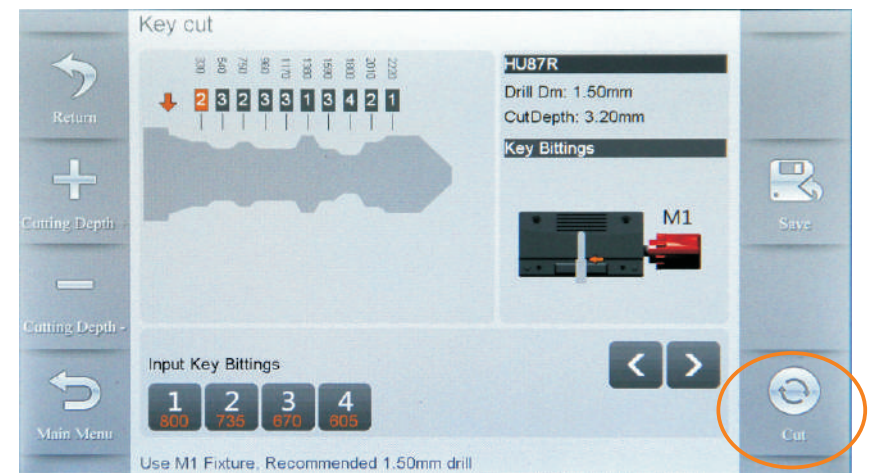 Key cut
330 540 750 960 1170 1380 1590 1800 2010 2220
2 3 2 3 3 1 3 4 2 1
HU87R
Drill Dm: 1.50mm
CutDepth: 3.20mm
Key Bittings
M1
Return
Cutting Depth +
Cutting Depth -
Main Menu
Save
Cut
Input Key Bittings
1 2 3 4
800 735 670 605
< >
Use M1 Fixture, Recommended 1.50mm drill